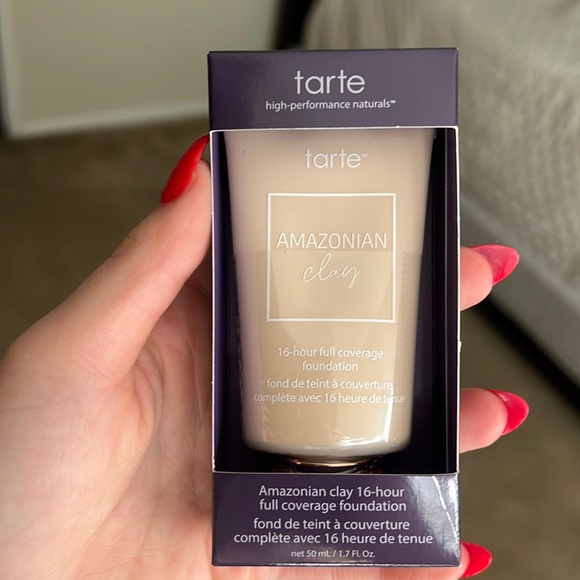 tarte
high-performance naturals™
tarte™
AMAZONIAN
clay
16-hour full coverage
foundation
fond de teint à couverture
complète avec 16 heure de tenue
Amazonian clay 16-hour
full coverage foundation
fond de teint à couverture
complète avec 16 heure de tenue
net 50 mL / 1.7 Fl. Oz.